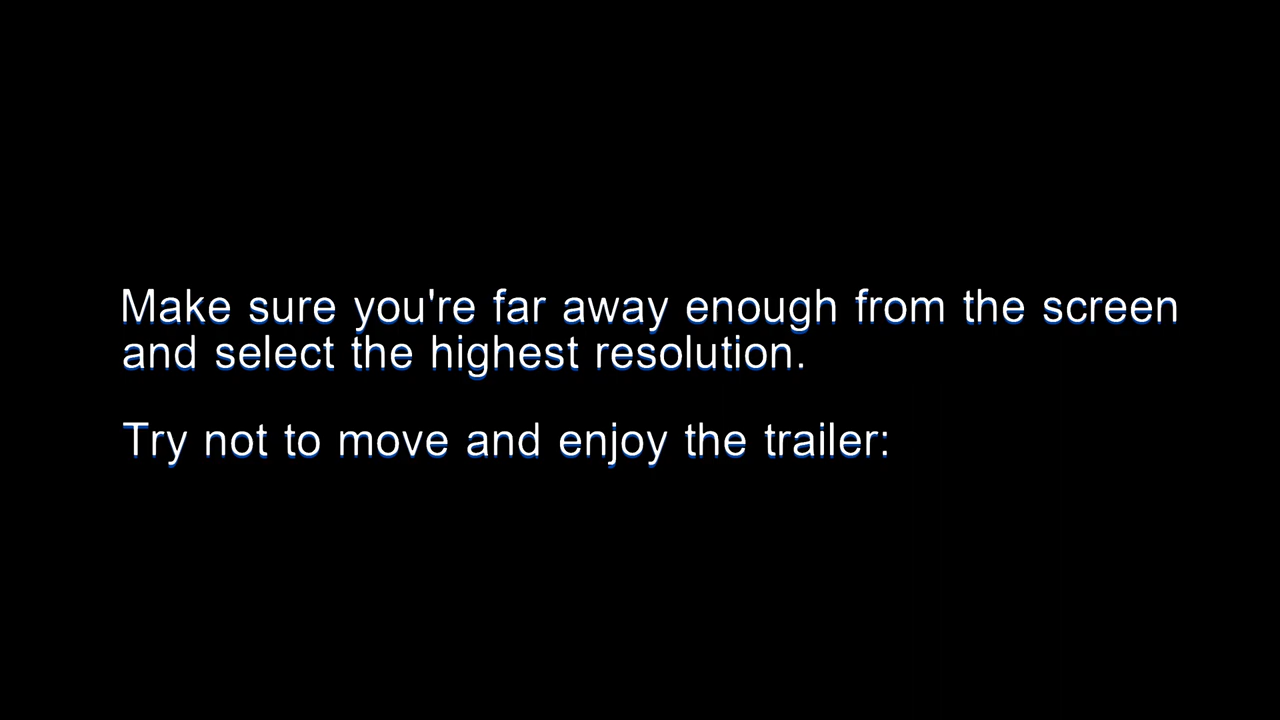 Make sure you're far away enough from the screen
and select the highest resolution.
Try not to move and enjoy the trailer: